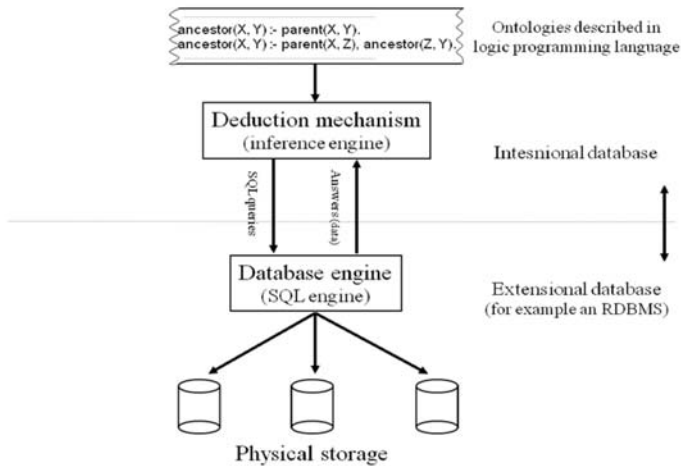 ancestor(X, Y) :- parent(X, Y).
ancestor(X, Y) :- parent(X, Z), ancestor(Z, Y).
Ontologies described in
logic programming language
Deduction mechanism
(inference engine)
Intesnional database
SQL queries
Answers (data)
Database engine
(SQL engine)
Extensional database
(for example an RDBMS)
Physical storage